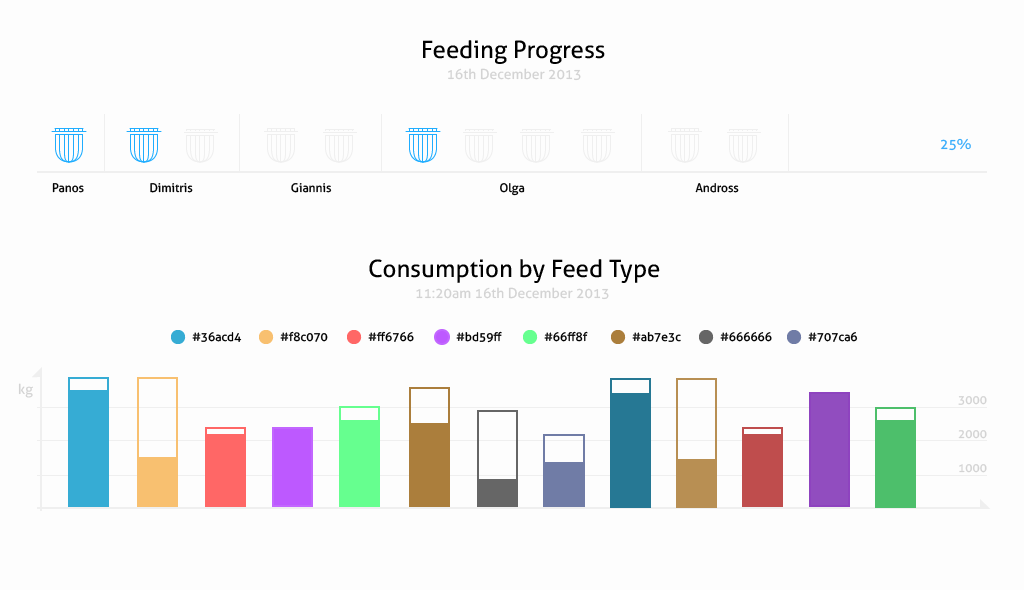 Feeding Progress
16th December 2013
25%
Panos Dimitris Giannis Olga Andross
Consumption by Feed Type
11:20am 16th December 2013
#36acd4 #f8c070 #ff6766 #bd59ff #66ff8f #ab7e3c #666666 #707ca6
kg
3000
2000
1000